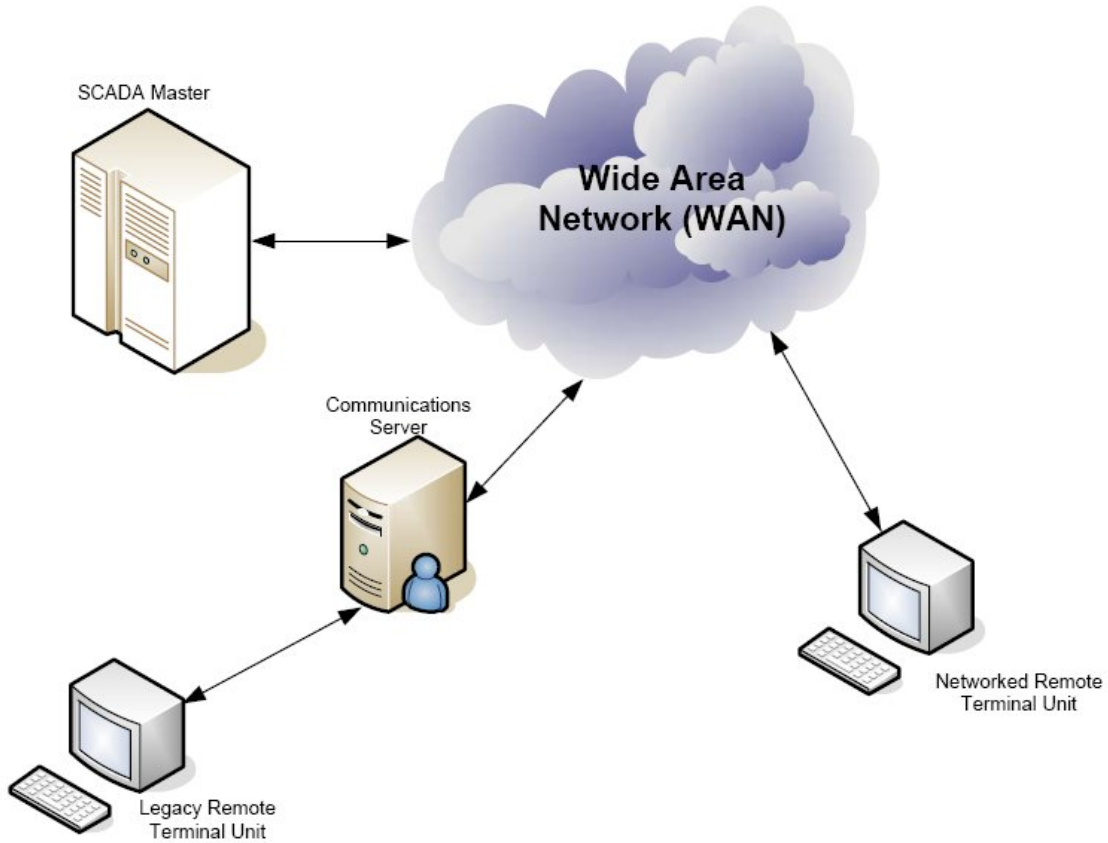 SCADA Master
Wide Area
Network (WAN)
Communications
Server
Networked Remote
Terminal Unit
Legacy Remote
Terminal Unit